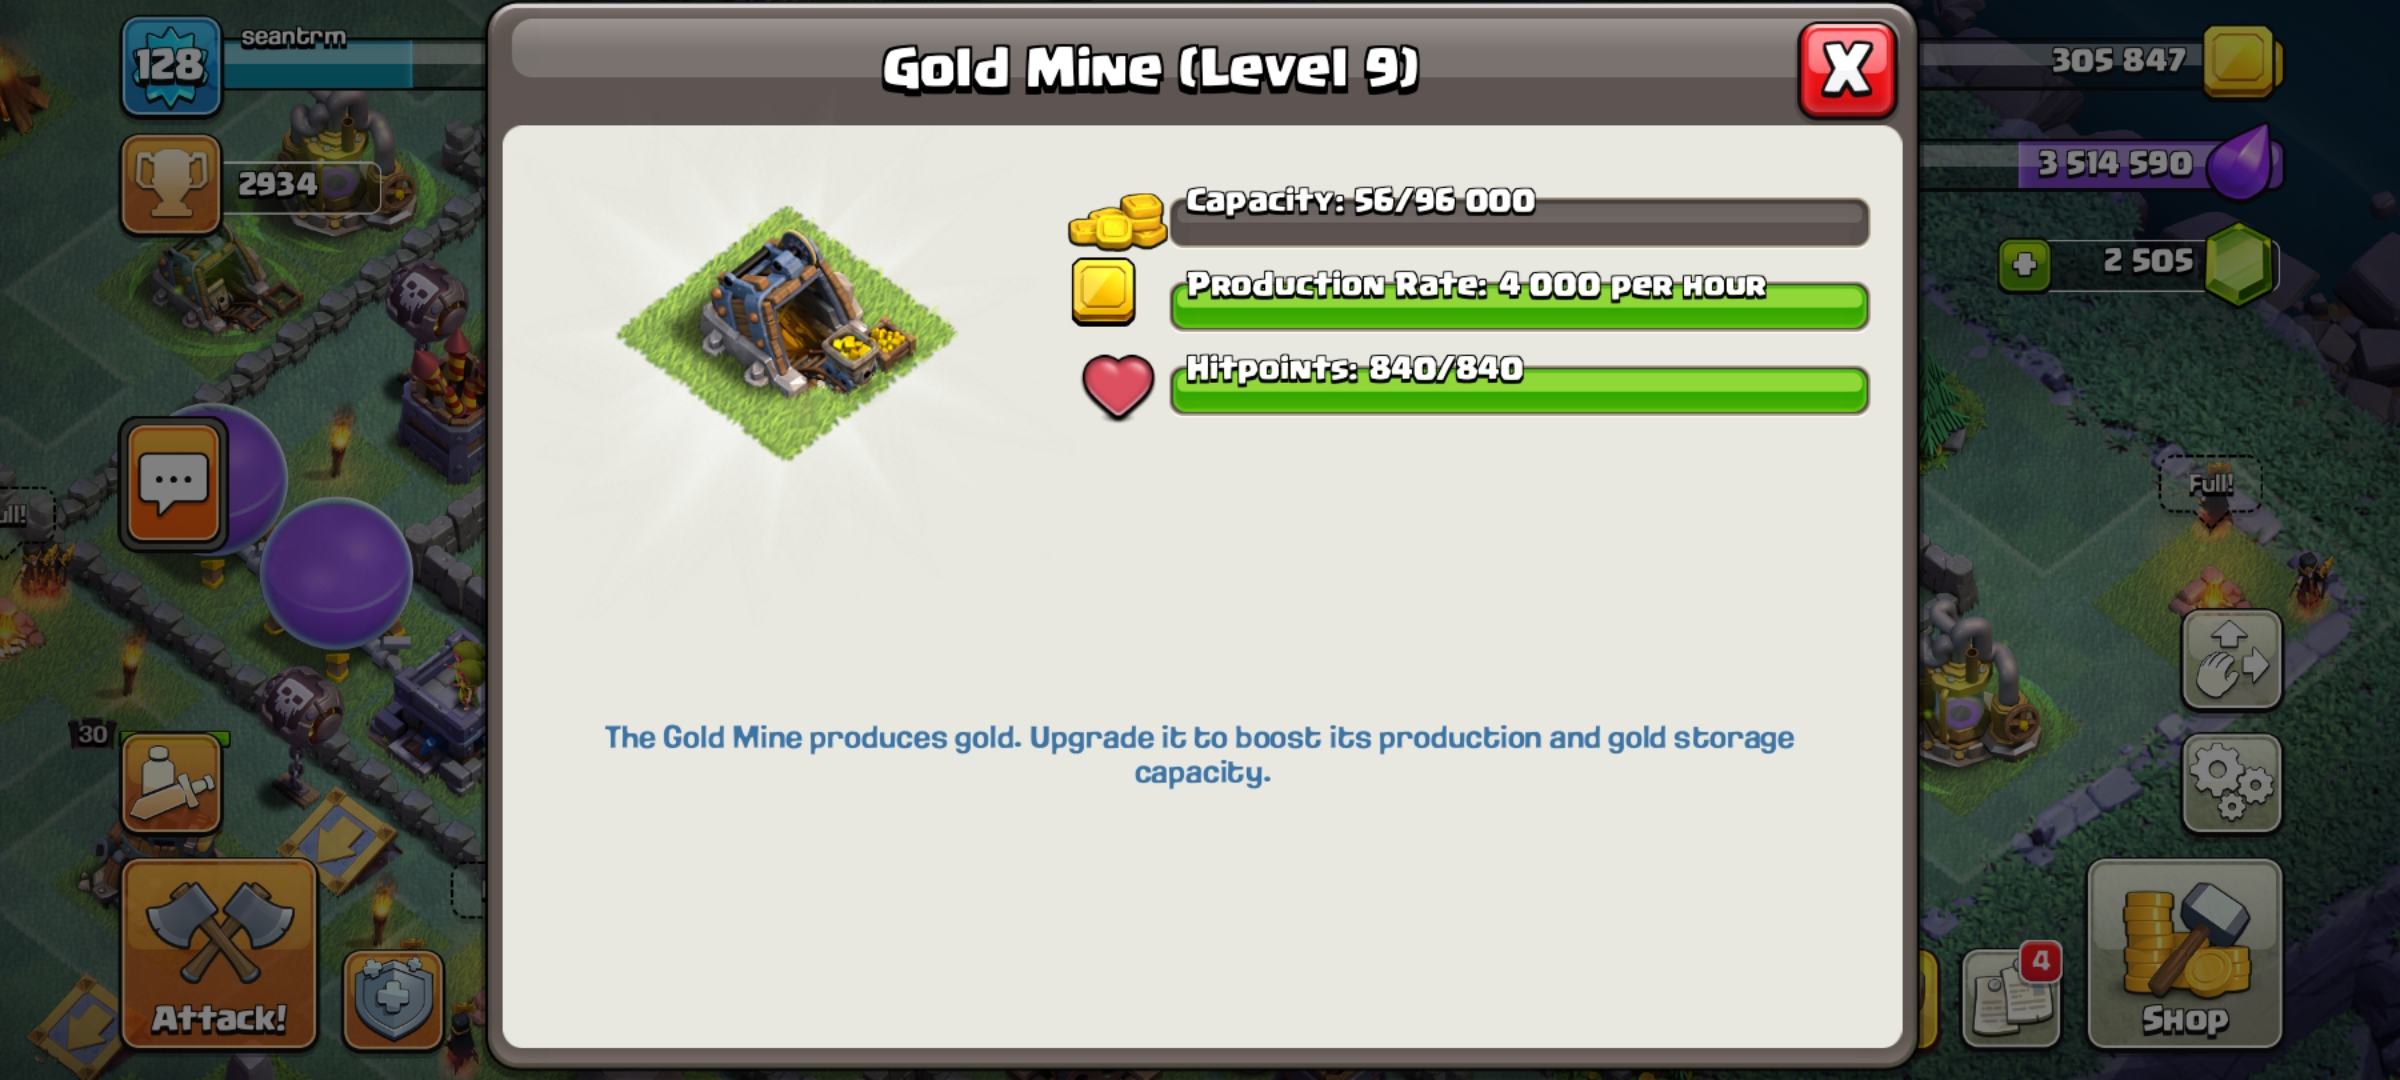 128
seantrm
2934
Gold Mine (Level 9)
X
305 847
3 514 590
2 505
Capacity: 56/96 000
Production Rate: 4 000 per hour
Hitpoints: 840/840
ull!
Full!
The Gold Mine produces gold. Upgrade it to boost its production and gold storage
capacity.
30
Attack!
4
Shop